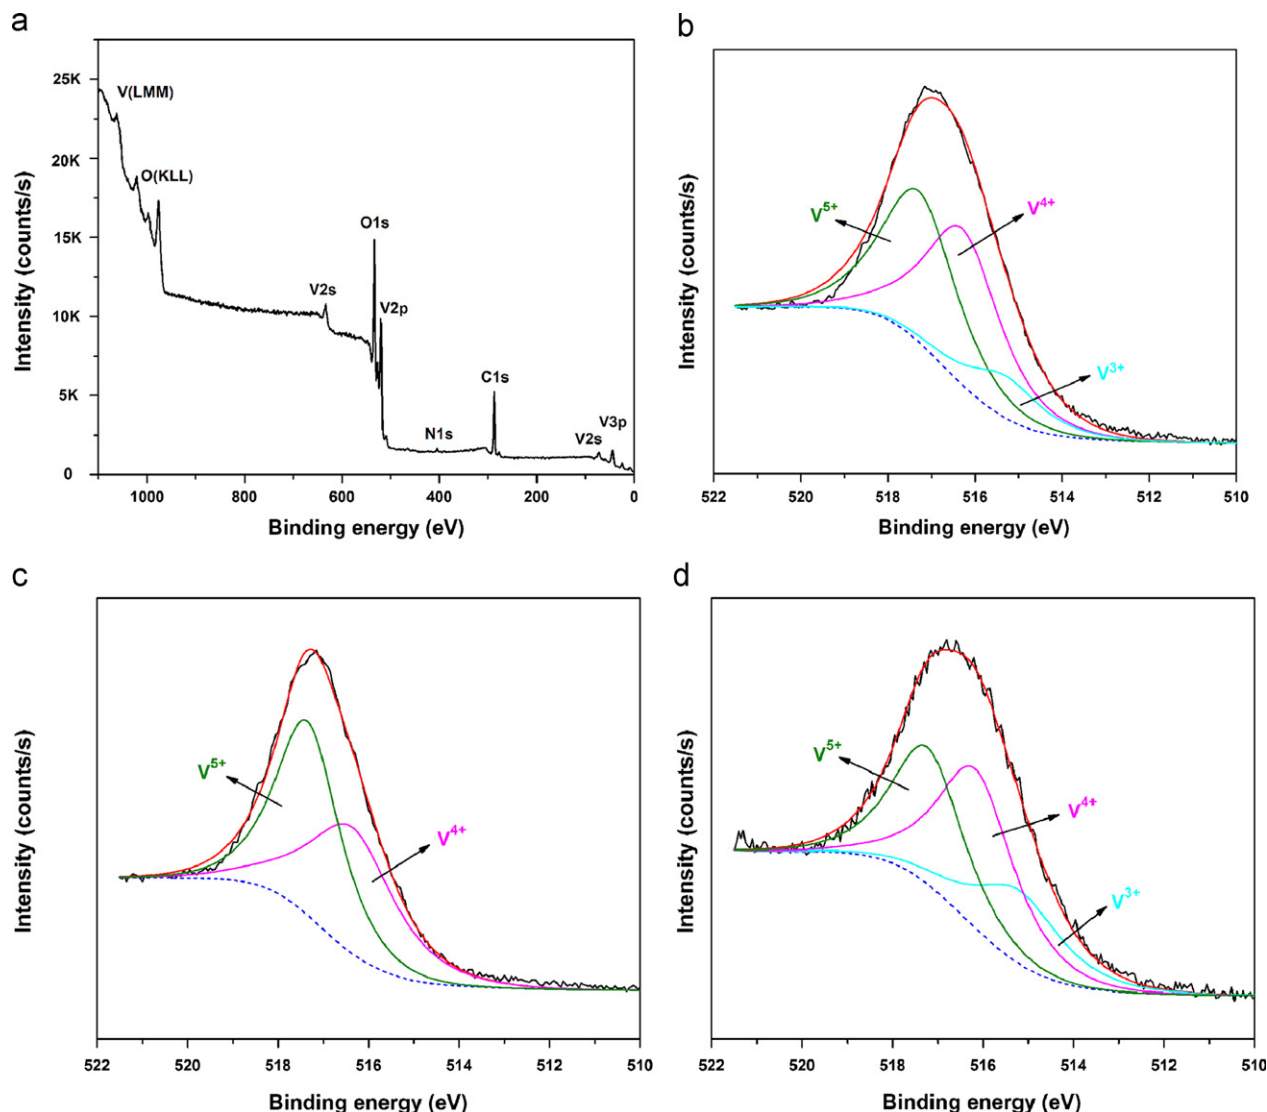 a
25K
20K
15K
10K
5K
0
V(LMM)
O(KLL)
V2s
O1s
V2p
N1s
C1s
V2s
V3p
1000 800 600 400 200 0
Binding energy (eV)
Intensity (counts/s)
b
V5+
V4+
V3+
522 520 518 516 514 512 510
Binding energy (eV)
Intensity (counts/s)
c
V5+
V4+
522 520 518 516 514 512 510
Binding energy (eV)
Intensity (counts/s)
d
V5+
V4+
V3+
522 520 518 516 514 512 510
Binding energy (eV)
Intensity (counts/s)